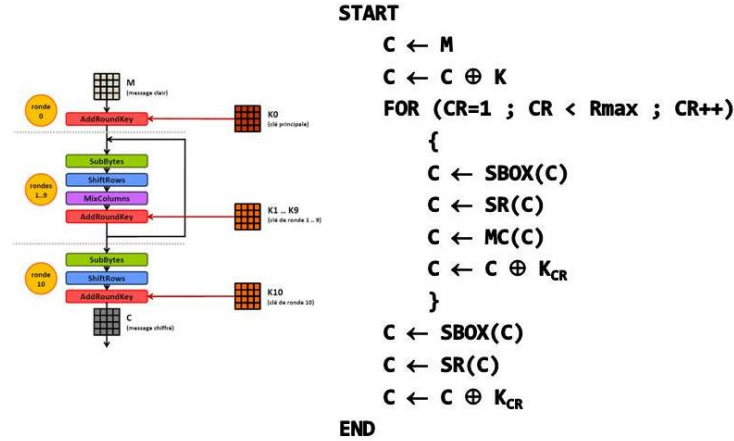 M
(message clair)
ronde
0
AddRoundKey
K0
(clé principale)
SubBytes
ShiftRows
MixColumns
AddRoundKey
rondes
1..9
K1 .. K9
(clé de ronde 1 .. 9)
SubBytes
ShiftRows
AddRoundKey
ronde
10
K10
(clé de ronde 10)
C
(message chiffré)
START
C ← M
C ← C ⊕ K
FOR (CR=1 ; CR < Rmax ; CR++)
{
C ← SBOX(C)
C ← SR(C)
C ← MC(C)
C ← C ⊕ K_CR
}
C ← SBOX(C)
C ← SR(C)
C ← C ⊕ K_CR
END